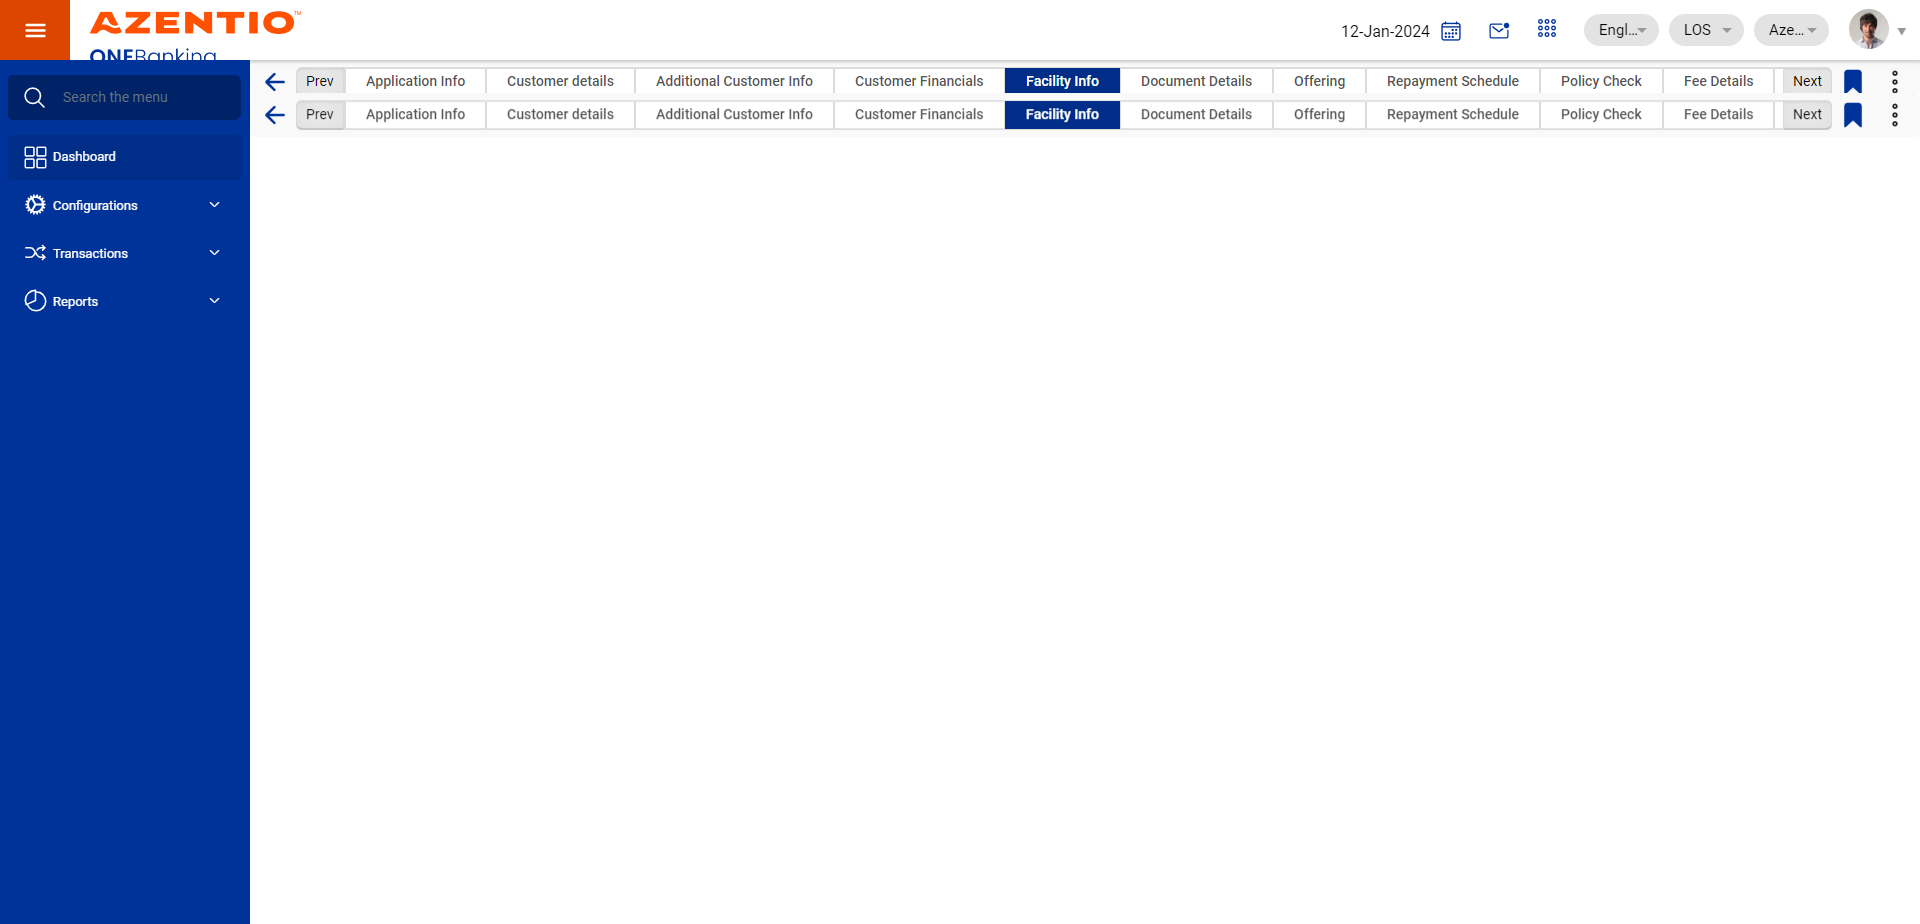 AZENTIO™
ONEBanking
12-Jan-2024
Engl...
LOS
Aze...
Search the menu
Dashboard
Configurations
Transactions
Reports
Prev Application Info Customer details Additional Customer Info Customer Financials Facility Info Document Details Offering Repayment Schedule Policy Check Fee Details Next
Prev Application Info Customer details Additional Customer Info Customer Financials Facility Info Document Details Offering Repayment Schedule Policy Check Fee Details Next